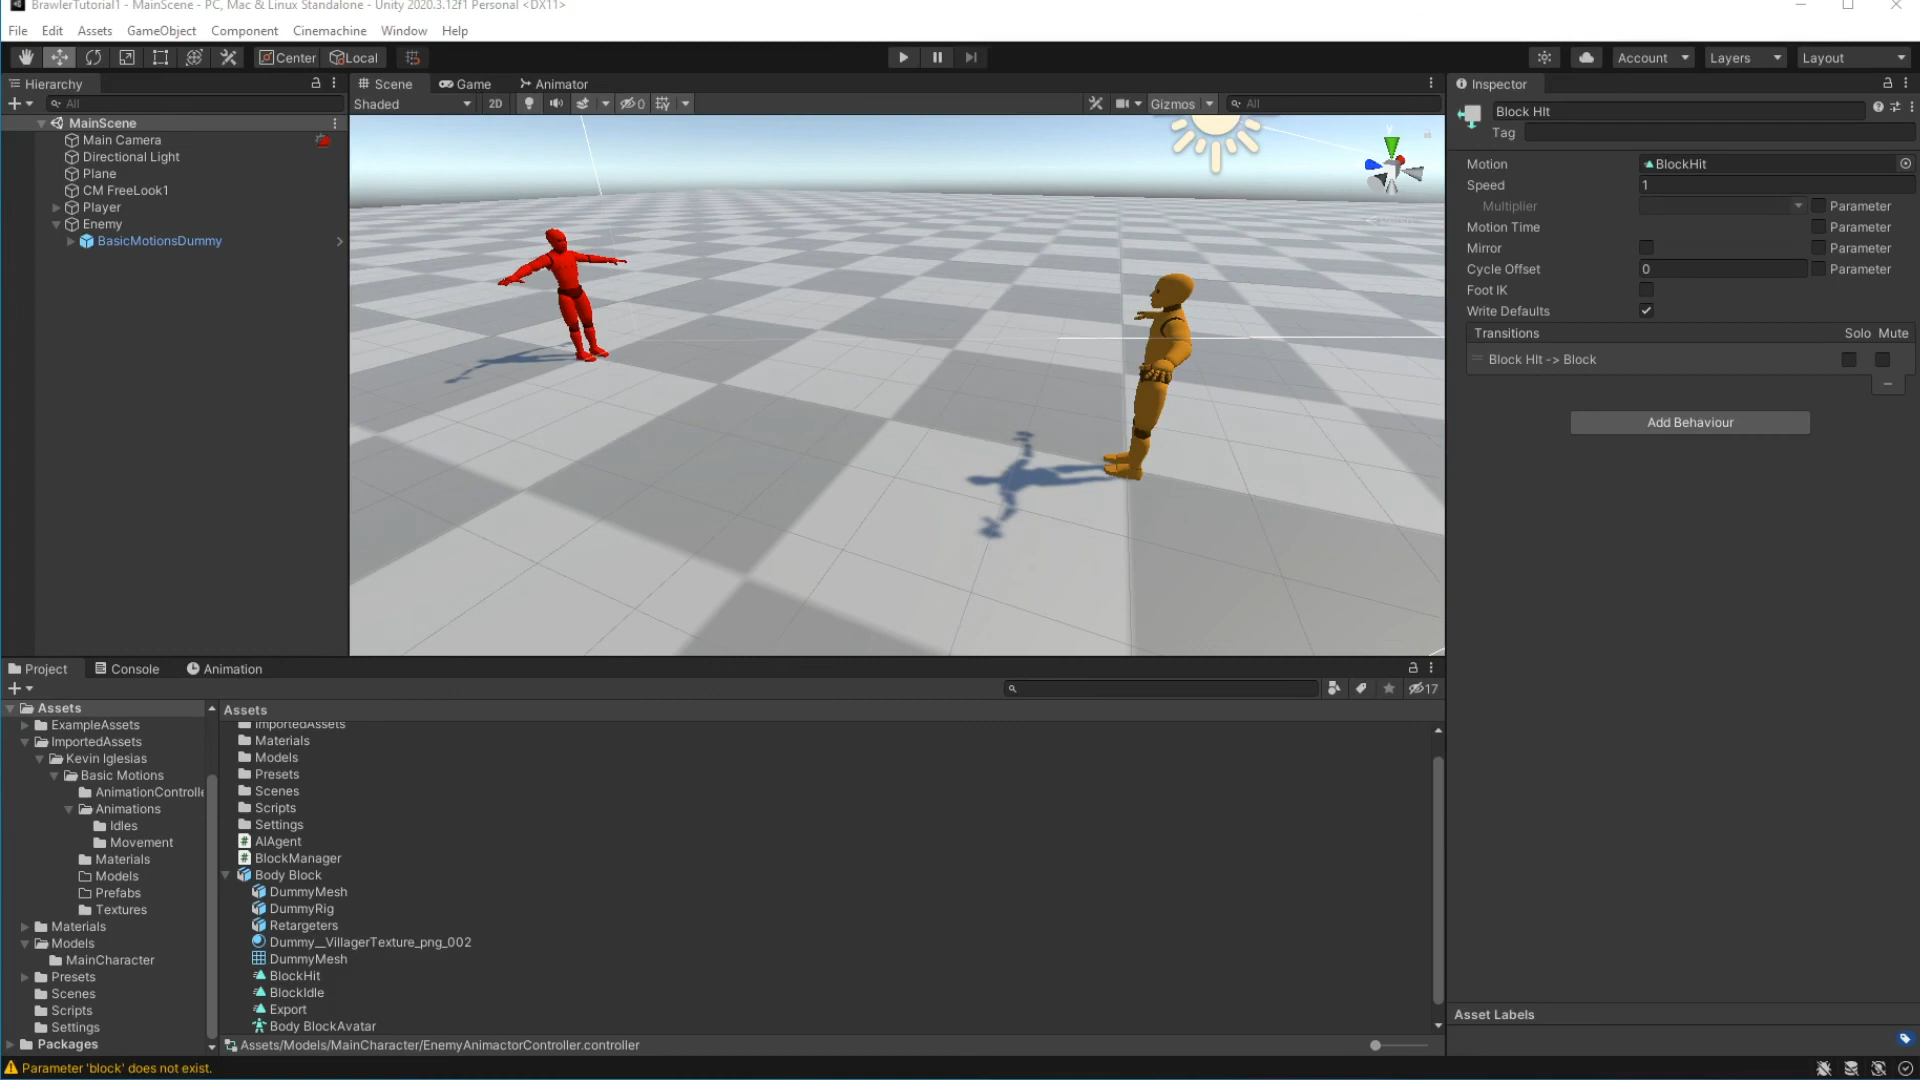 BrawlerTutorial1 - MainScene - PC, Mac & Linux Standalone - Unity 2020.3.12f1 Personal <DX11>
File Edit Assets GameObject Component Cinemachine Window Help
Center Local Account Layers Layout
Hierarchy
All
MainScene
Main Camera
Directional Light
Plane
CM FreeLook1
Player
Enemy
BasicMotionsDummy
Scene Game Animator
Shaded 2D 0 Gizmos All
y
Inspector
Block HIt
Tag
Motion BlockHit
Speed 1
Multiplier Parameter
Motion Time Parameter
Mirror Parameter
Cycle Offset 0 Parameter
Foot IK
Write Defaults
Transitions Solo Mute
Block HIt -> Block
Add Behaviour
Asset Labels
Project Console Animation
17
Assets
ExampleAssets
ImportedAssets
Kevin Iglesias
Basic Motions
AnimationControlle
Animations
Idles
Movement
Materials
Models
Prefabs
Textures
Materials
Models
MainCharacter
Presets
Scenes
Scripts
Settings
Packages
Assets
ImportedAssets
Materials
Models
Presets
Scenes
Scripts
Settings
AIAgent
BlockManager
Body Block
DummyMesh
DummyRig
Retargeters
Dummy__VillagerTexture_png_002
DummyMesh
BlockHit
BlockIdle
Export
Body BlockAvatar
Assets/Models/MainCharacter/EnemyAnimactorController.controller
Parameter 'block' does not exist.